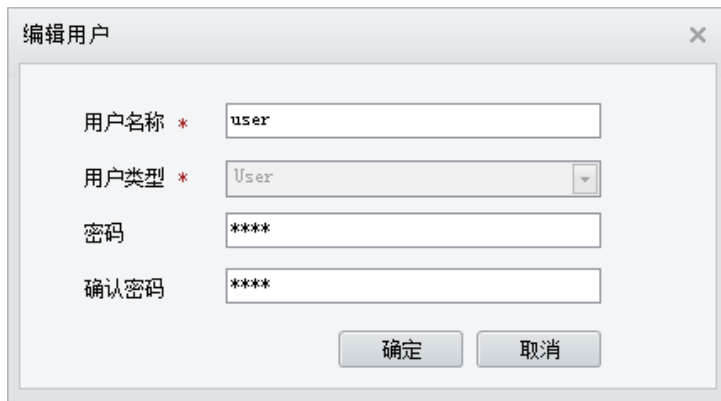 编辑用户
用户名称 * user
用户类型 * User
密码 ****
确认密码 ****
确定 取消